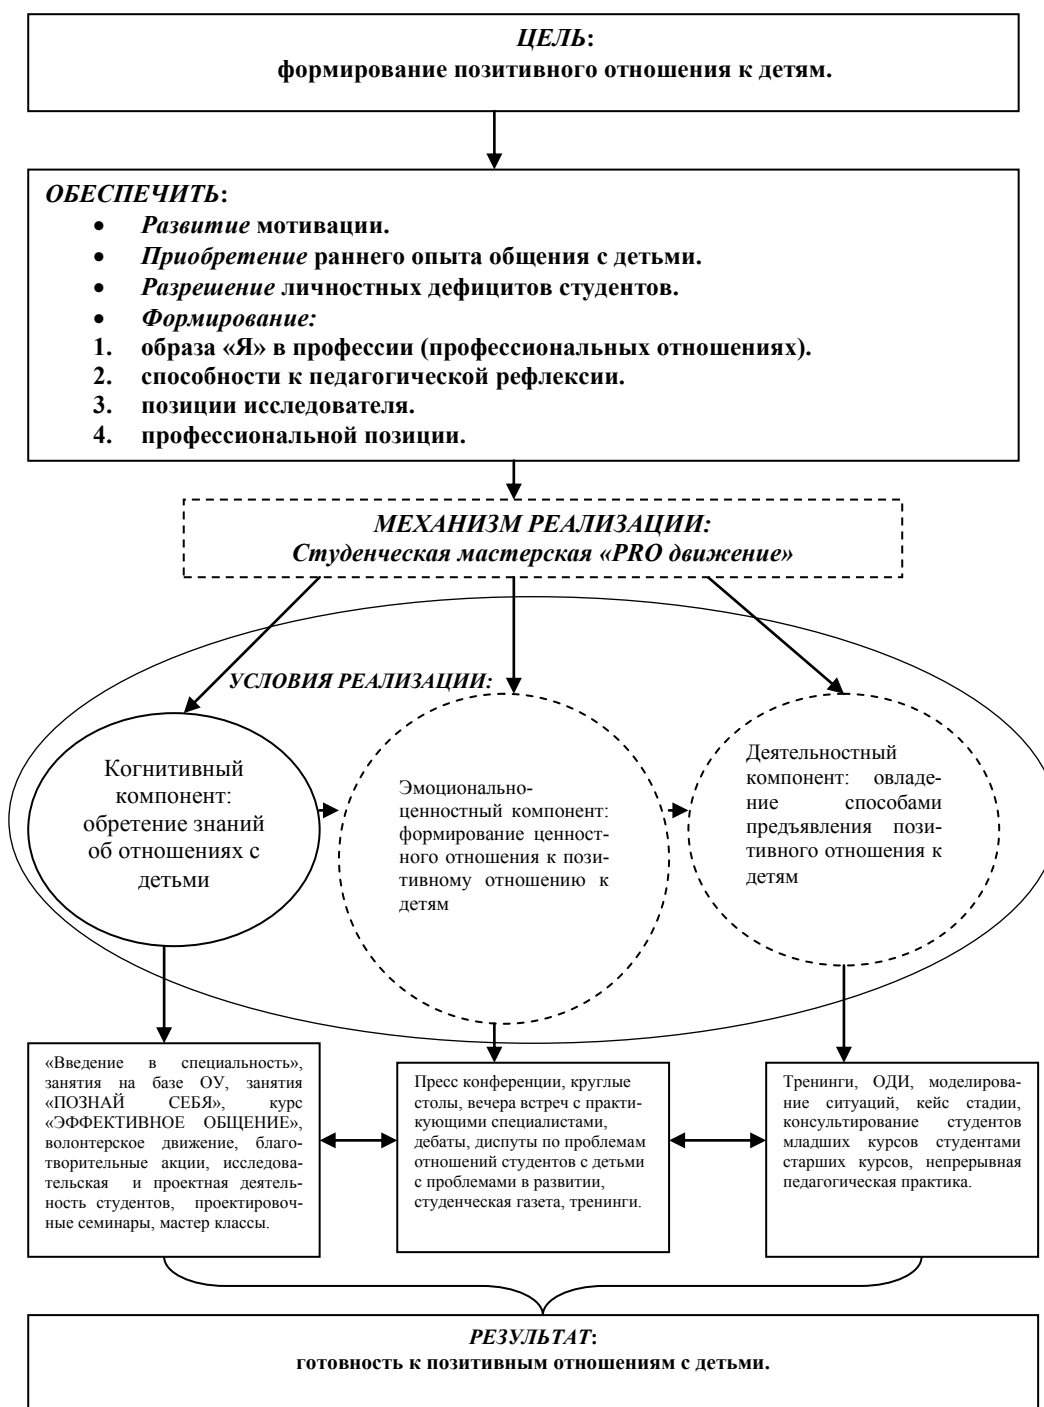 ЦЕЛЬ:
формирование позитивного отношения к детям.
ОБЕСПЕЧИТЬ:
• Развитие мотивации.
• Приобретение раннего опыта общения с детьми.
• Разрешение личностных дефицитов студентов.
• Формирование:
1. образа «Я» в профессии (профессиональных отношениях).
2. способности к педагогической рефлексии.
3. позиции исследователя.
4. профессиональной позиции.
МЕХАНИЗМ РЕАЛИЗАЦИИ:
Студенческая мастерская «PRO движение»
УСЛОВИЯ РЕАЛИЗАЦИИ:
Когнитивный
компонент:
обретение знаний
об отношениях с
детьми
Эмоционально-
ценностный компонент:
формирование ценност-
ного отношения к пози-
тивному отношению к
детям
Деятельностный
компонент: овладе-
ние способами
предъявления пози-
тивного отношения к
детям
«Введение в специальность»,
занятия на базе ОУ, занятия
«ПОЗНАЙ СЕБЯ», курс
«ЭФФЕКТИВНОЕ ОБЩЕНИЕ»,
волонтерское движение, благо-
творительные акции, исследова-
тельская и проектная деятель-
ность студентов, проектировоч-
ные семинары, мастер классы.
Пресс конференции, круглые
столы, вечера встреч с практи-
кующими специалистами,
дебаты, диспуты по проблемам
отношений студентов с детьми
с проблемами в развитии,
студенческая газета, тренинги.
Тренинги, ОДИ, моделирова-
ние ситуаций, кейс стадии,
консультирование студентов
младших курсов студентами
старших курсов, непрерывная
педагогическая практика.
РЕЗУЛЬТАТ:
готовность к позитивным отношениям с детьми.